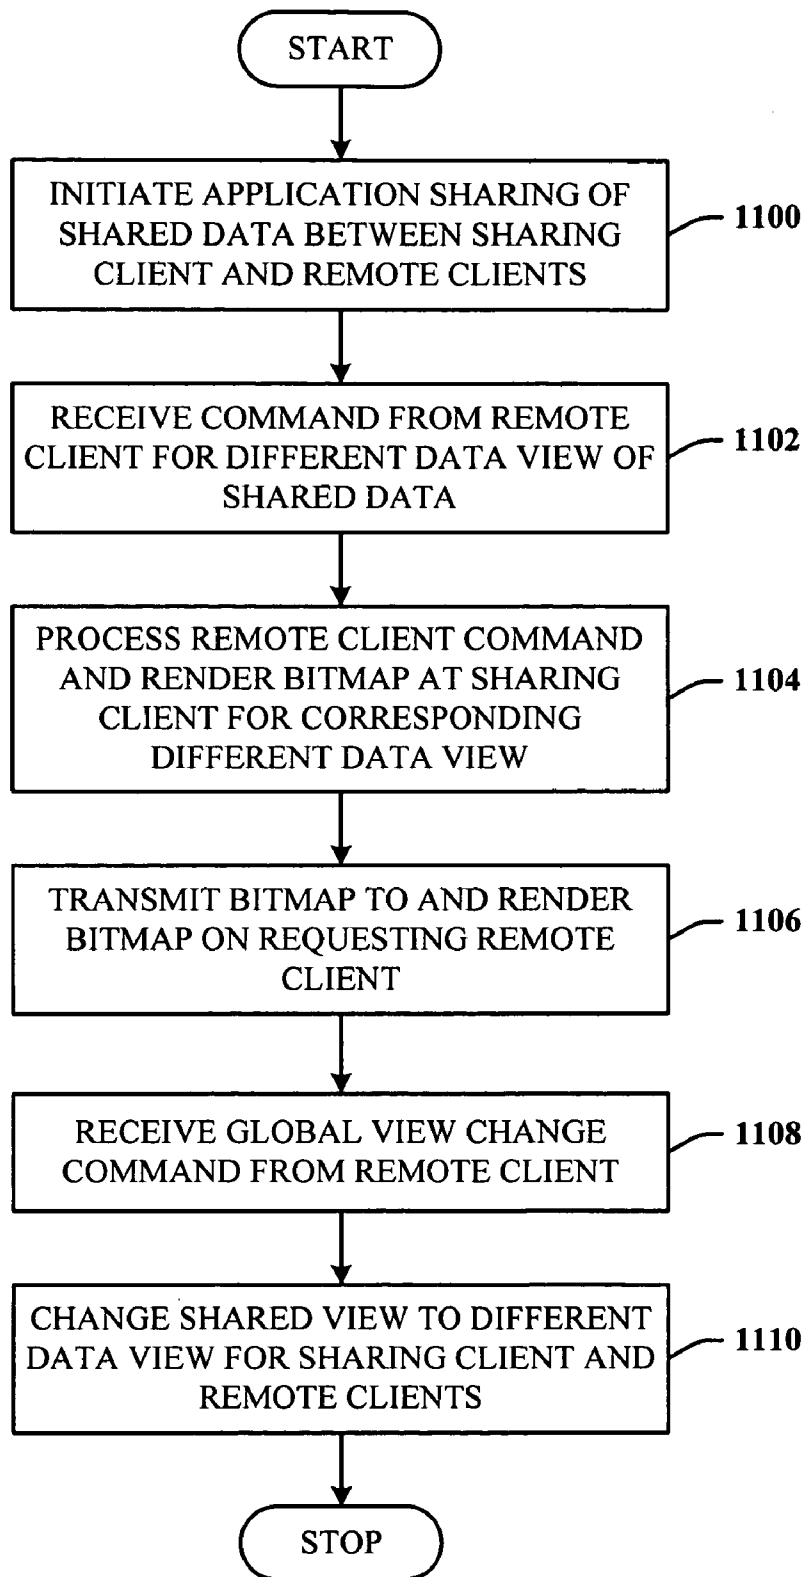 START
INITIATE APPLICATION SHARING OF
SHARED DATA BETWEEN SHARING
CLIENT AND REMOTE CLIENTS
1100
RECEIVE COMMAND FROM REMOTE
CLIENT FOR DIFFERENT DATA VIEW OF
SHARED DATA
1102
PROCESS REMOTE CLIENT COMMAND
AND RENDER BITMAP AT SHARING
CLIENT FOR CORRESPONDING
DIFFERENT DATA VIEW
1104
TRANSMIT BITMAP TO AND RENDER
BITMAP ON REQUESTING REMOTE
CLIENT
1106
RECEIVE GLOBAL VIEW CHANGE
COMMAND FROM REMOTE CLIENT
1108
CHANGE SHARED VIEW TO DIFFERENT
DATA VIEW FOR SHARING CLIENT AND
REMOTE CLIENTS
1110
STOP